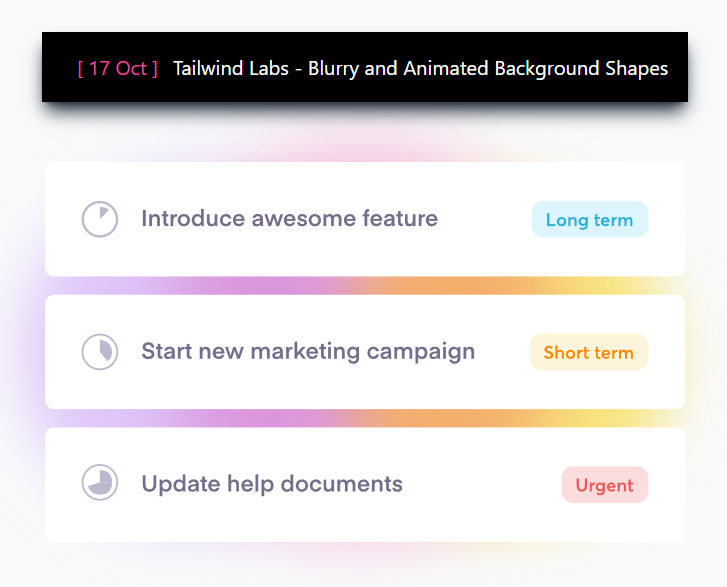 [ 17 Oct ] Tailwind Labs - Blurry and Animated Background Shapes
Introduce awesome feature Long term
Start new marketing campaign Short term
Update help documents Urgent